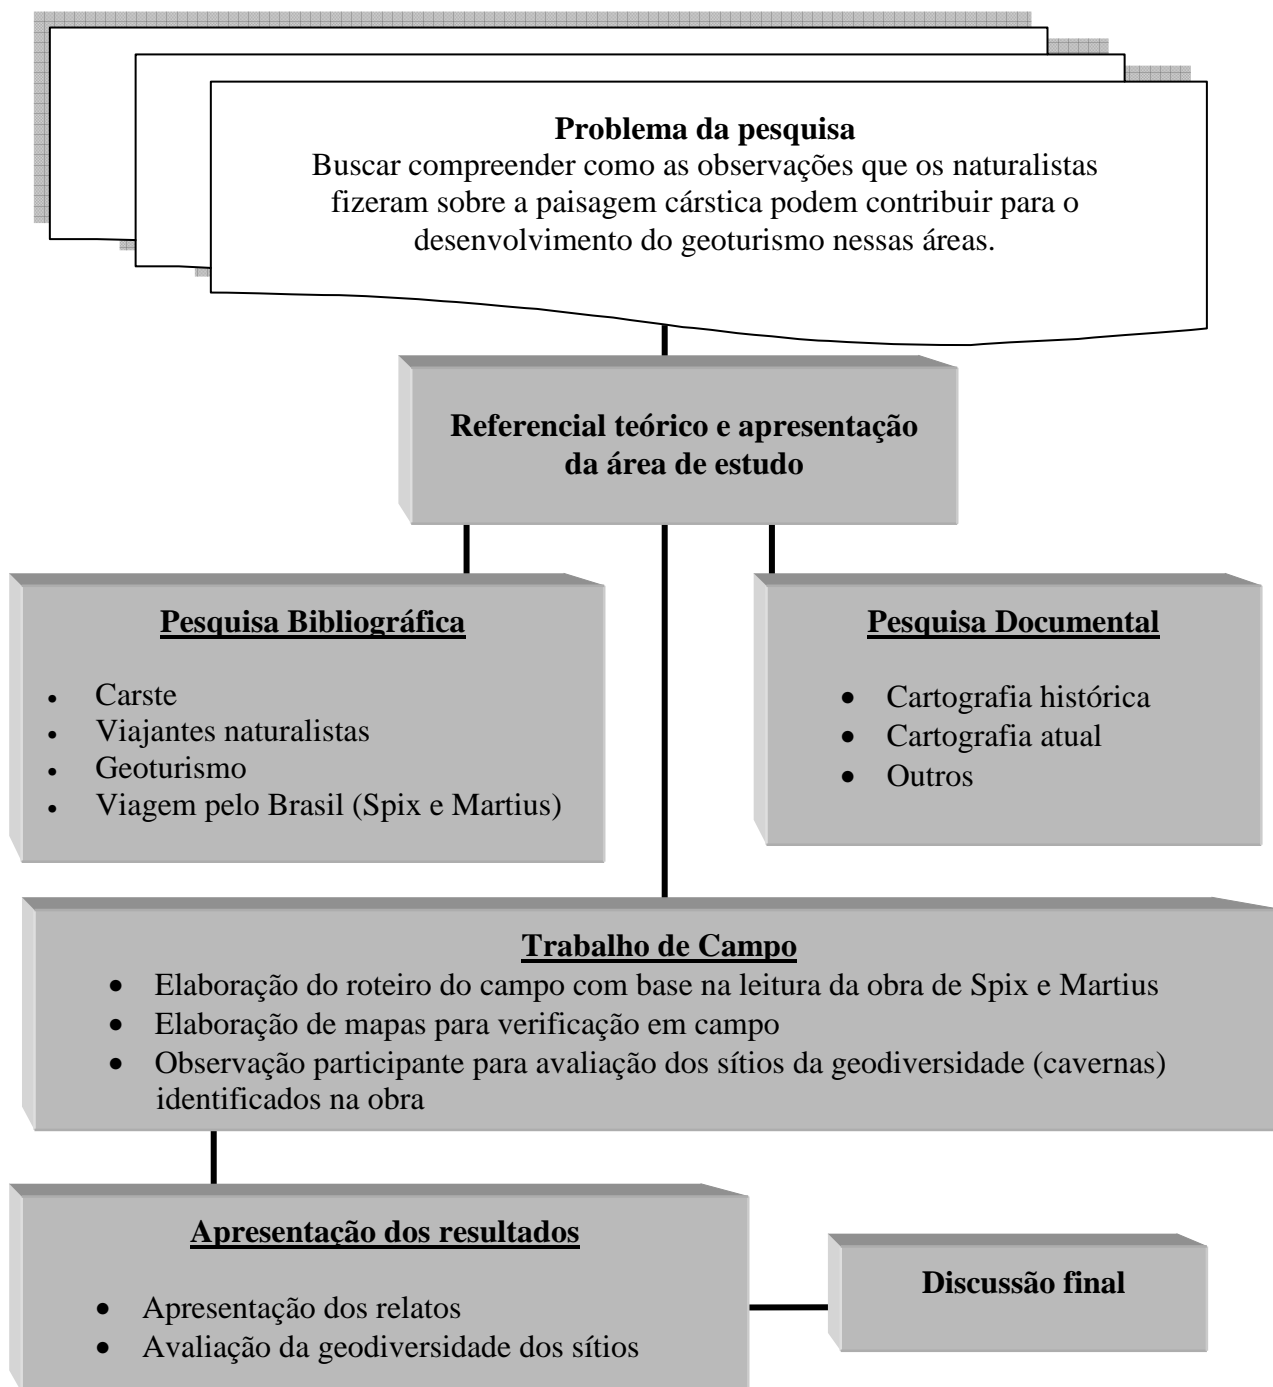 Problema da pesquisa
Buscar compreender como as observações que os naturalistas
fizeram sobre a paisagem cárstica podem contribuir para o
desenvolvimento do geoturismo nessas áreas.
Referencial teórico e apresentação
da área de estudo
Pesquisa Bibliográfica
• Carste
• Viajantes naturalistas
• Geoturismo
• Viagem pelo Brasil (Spix e Martius)
Pesquisa Documental
• Cartografia histórica
• Cartografia atual
• Outros
Trabalho de Campo
• Elaboração do roteiro do campo com base na leitura da obra de Spix e Martius
• Elaboração de mapas para verificação em campo
• Observação participante para avaliação dos sítios da geodiversidade (cavernas)
identificados na obra
Apresentação dos resultados
• Apresentação dos relatos
• Avaliação da geodiversidade dos sítios
Discussão final